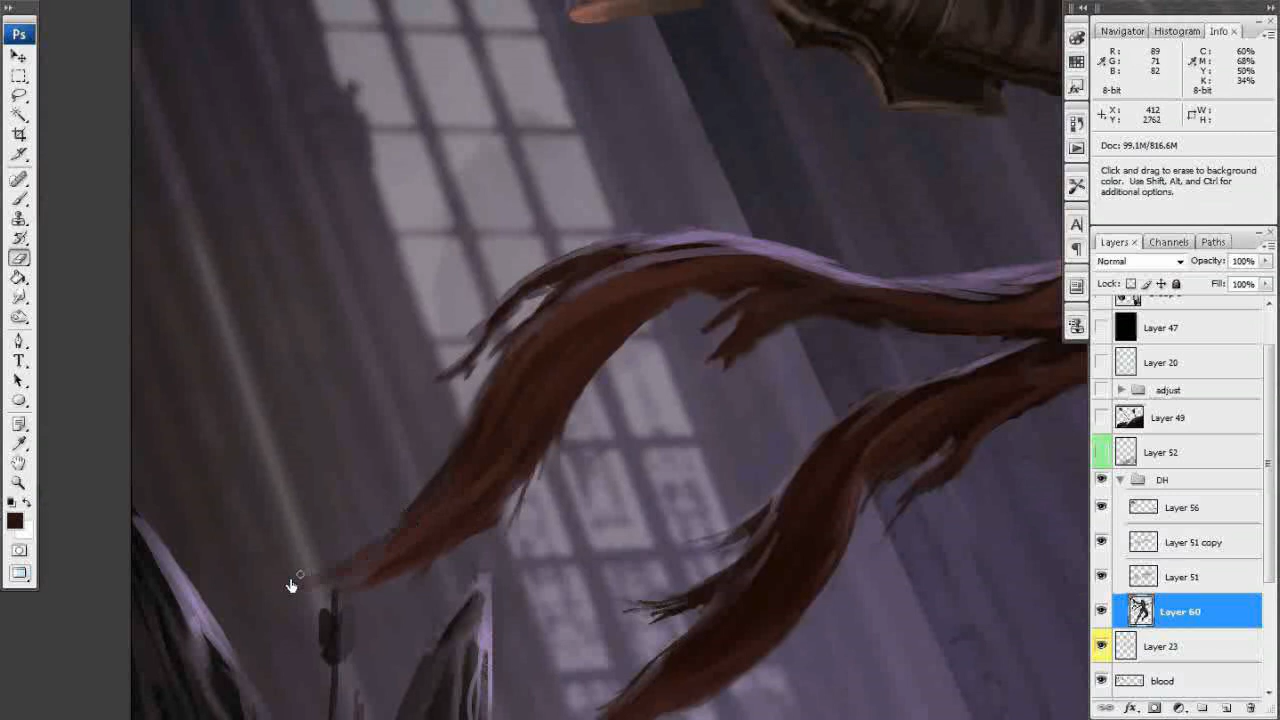 Ps
T
A
Navigator Histogram Info ×
R: 89 C: 60%
G: 71 M: 68%
B: 82 Y: 50%
K: 34%
8-bit 8-bit
X: 412 W:
Y: 2762 H:
Doc: 99.1M/816.6M
Click and drag to erase to background
color. Use Shift, Alt, and Ctrl for
additional options.
Layers × Channels Paths
Normal Opacity: 100%
Lock: Fill: 100%
Layer 47
Layer 20
adjust
Layer 49
Layer 52
DH
Layer 56
Layer 51 copy
Layer 51
Layer 60
Layer 23
blood
fx